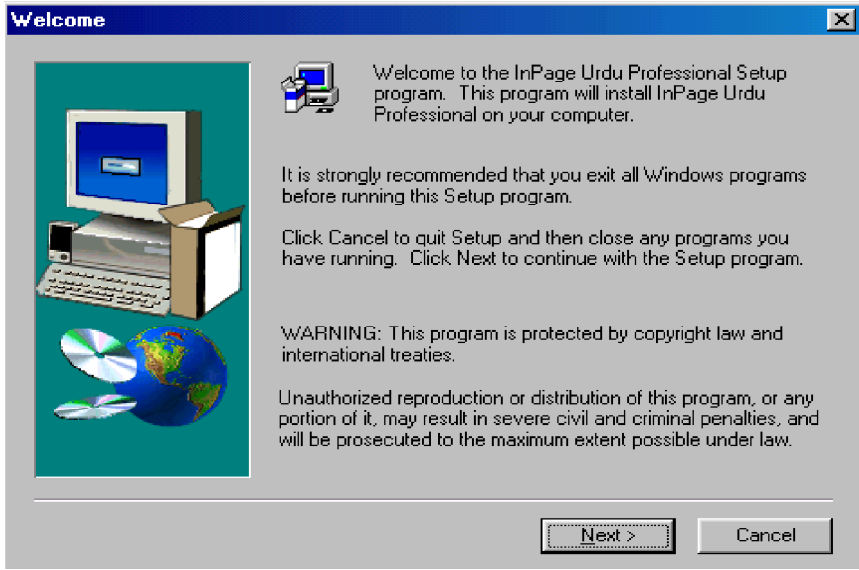 Welcome
Welcome to the InPage Urdu Professional Setup
program. This program will install InPage Urdu
Professional on your computer.
It is strongly recommended that you exit all Windows programs
before running this Setup program.
Click Cancel to quit Setup and then close any programs you
have running. Click Next to continue with the Setup program.
WARNING: This program is protected by copyright law and
international treaties.
Unauthorized reproduction or distribution of this program, or any
portion of it, may result in severe civil and criminal penalties, and
will be prosecuted to the maximum extent possible under law.
Next >
Cancel